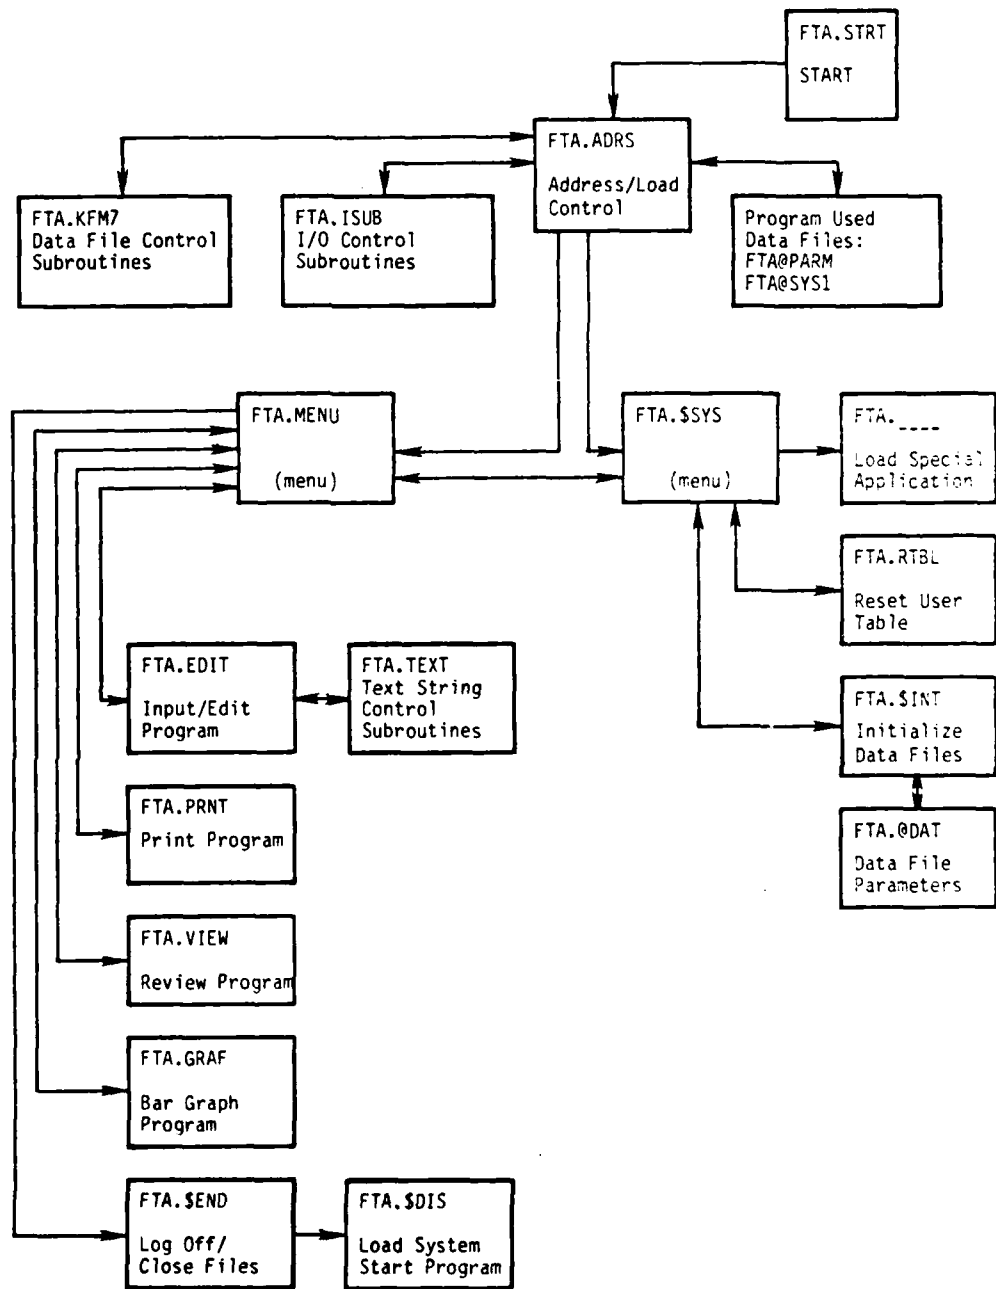 FTA.STRT
START
FTA.ADRS
Address/Load
Control
FTA.KFM7
Data File Control
Subroutines
FTA.ISUB
I/O Control
Subroutines
Program Used
Data Files:
FTA@PARM
FTA@SYS1
FTA.MENU
(menu)
FTA.$SYS
(menu)
FTA.____
Load Special
Application
FTA.RTBL
Reset User
Table
FTA.EDIT
Input/Edit
Program
FTA.TEXT
Text String
Control
Subroutines
FTA.$INT
Initialize
Data Files
FTA.PRNT
Print Program
FTA.@DAT
Data File
Parameters
FTA.VIEW
Review Program
FTA.GRAF
Bar Graph
Program
FTA.$END
Log Off/
Close Files
FTA.$DIS
Load System
Start Program